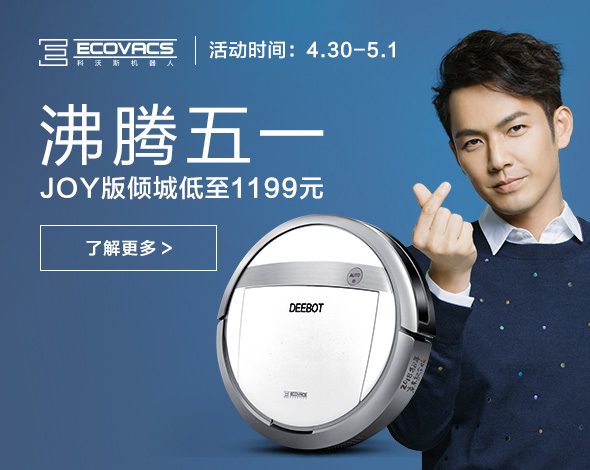 ECOVACS
科沃斯机器人
活动时间：4.30-5.1
沸腾五一
JOY版倾城低至1199元
了解更多 >
AUTO
DEEBOT
ECOVACS